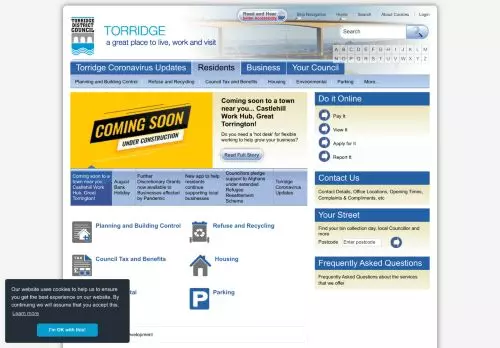 Read and Hear
Skip Navigation
Home
Search
About Cookies
Login
TORRIDGE
DISTRICT
COUNCIL
TORRIDGE
a great place to live, work and visit
Search
A B C D E F G H I J K L M
N O P Q R S T U V W X Y Z
Torridge Coronavirus Updates
Residents
Business
Your Council
Planning and Building Control
Refuse and Recycling
Council Tax and Benefits
Housing
Environmental
Parking
More...
COMING SOON
UNDER CONSTRUCTION
Coming soon to a town
near you... Castlehill
Work Hub, Great
Torrington!
Do you need a 'hot desk' for flexible
working to help grow your business?
Read Full Story
Coming soon to a
town near you...
Castlehill Work
Hub, Great
Torrington!
August
Bank
Holiday
Further
Discretionary Grants
now available to
Businesses affected
by Pandemic
New app to help
residents
continue
supporting local
businesses
Councillors pledge
support to Afghans
under extended
Refugee
Resettlement
Scheme
Torridge
Coronavirus
Updates
Planning and Building Control
Refuse and Recycling
Council Tax and Benefits
Housing
Parking
Do it Online
Pay It
View It
Apply for it
Report It
Contact Us
Contact Details, Office Locations, Opening Times,
Complaints & Compliments, etc
Your Street
Find your bin collection day, local Councillor and
more
Postcode
Enter postcode
Frequently Asked Questions
Frequently Asked Questions about the services
that we offer
Our website uses cookies to help us to ensure
you get the best experience on our website. By
continuing we will assume that you accept this.
Learn more
I'm OK with this!